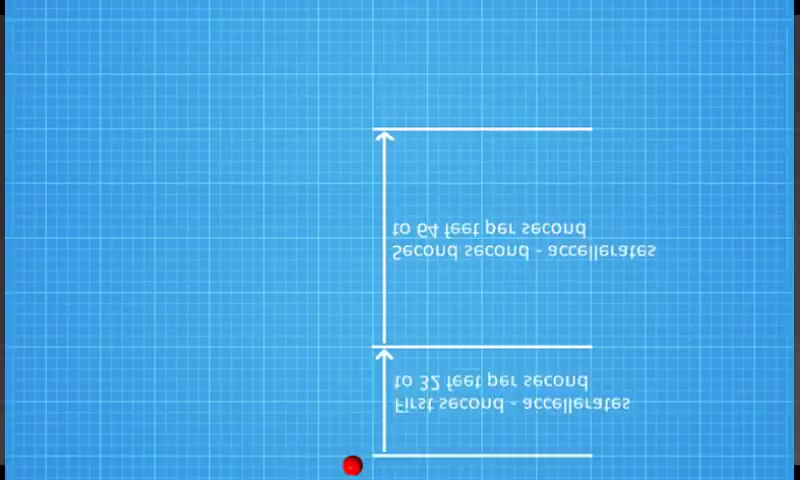 First second - accellerates
to 32 feet per second
Second second - accellerates
to 64 feet per second